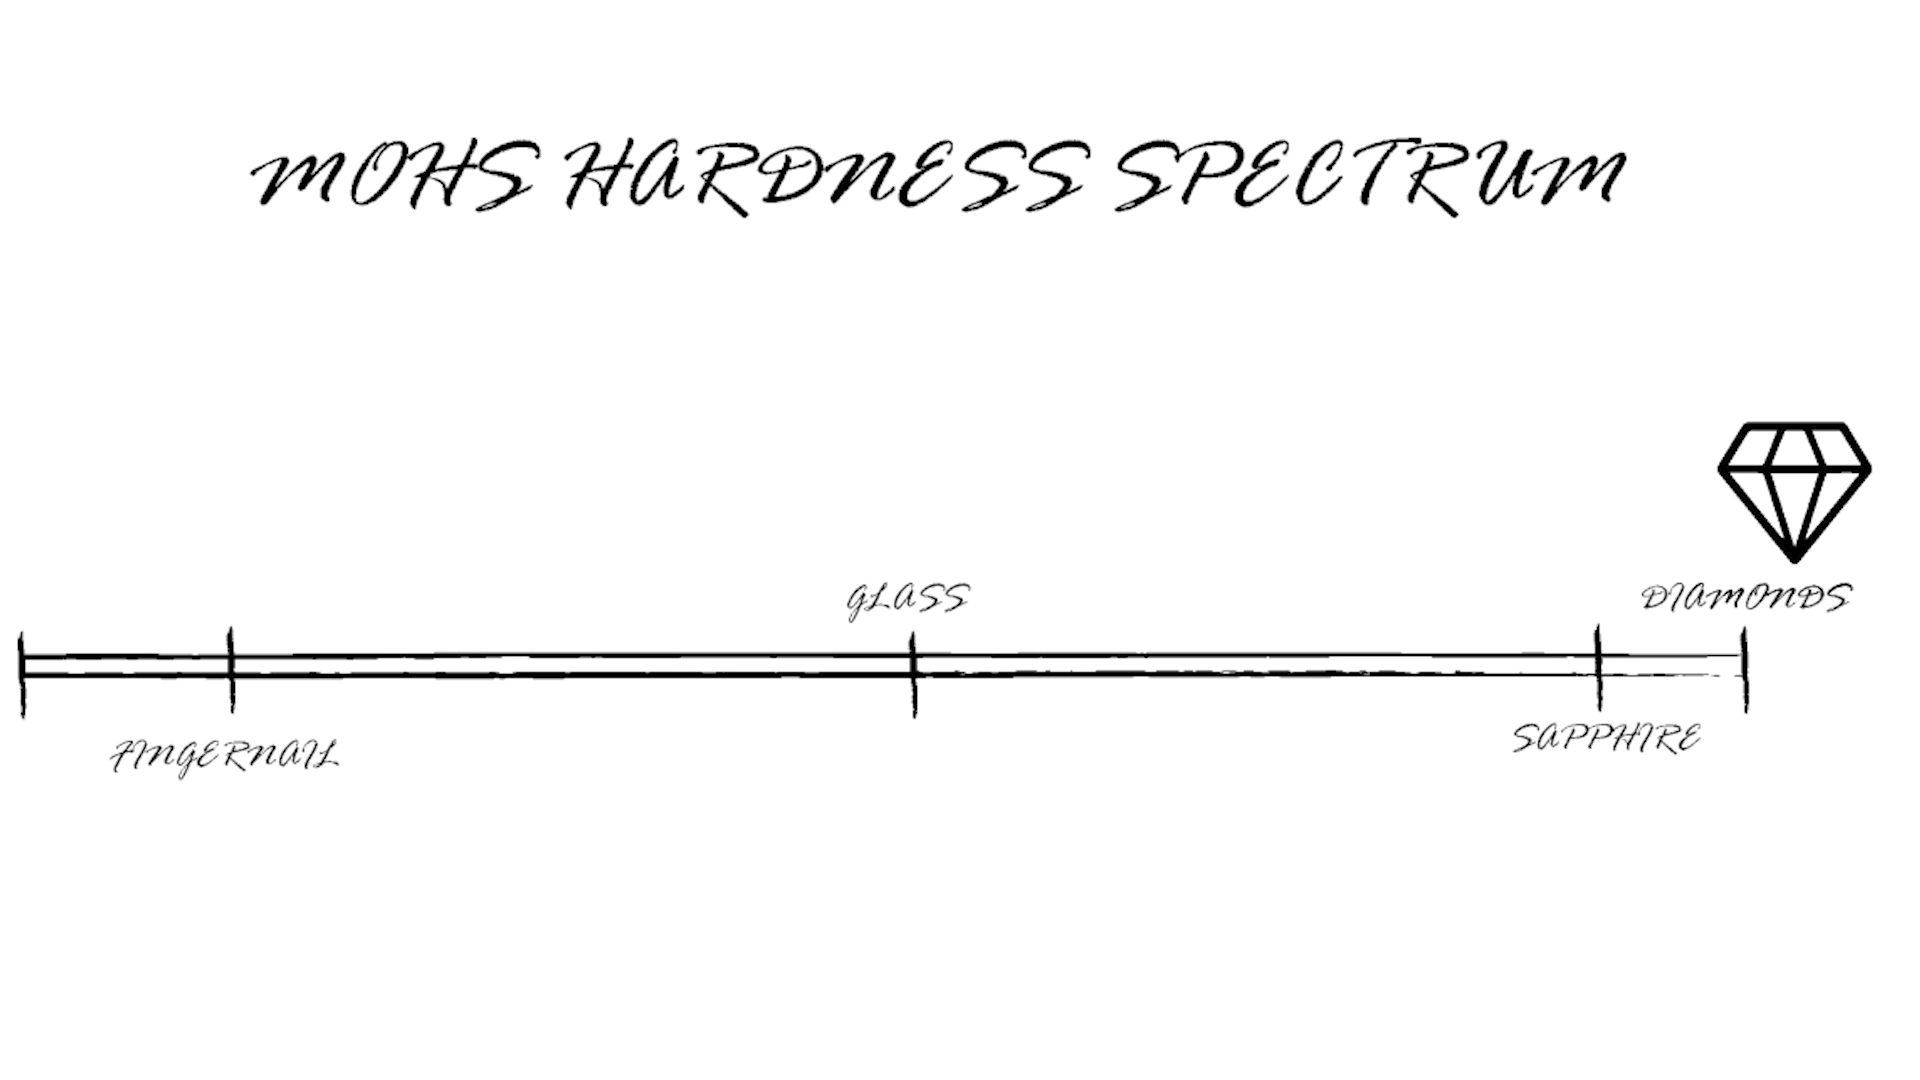 MOHS HARDNESS SPECTRUM
GLASS
DIAMONDS
FINGERNAIL
SAPPHIRE